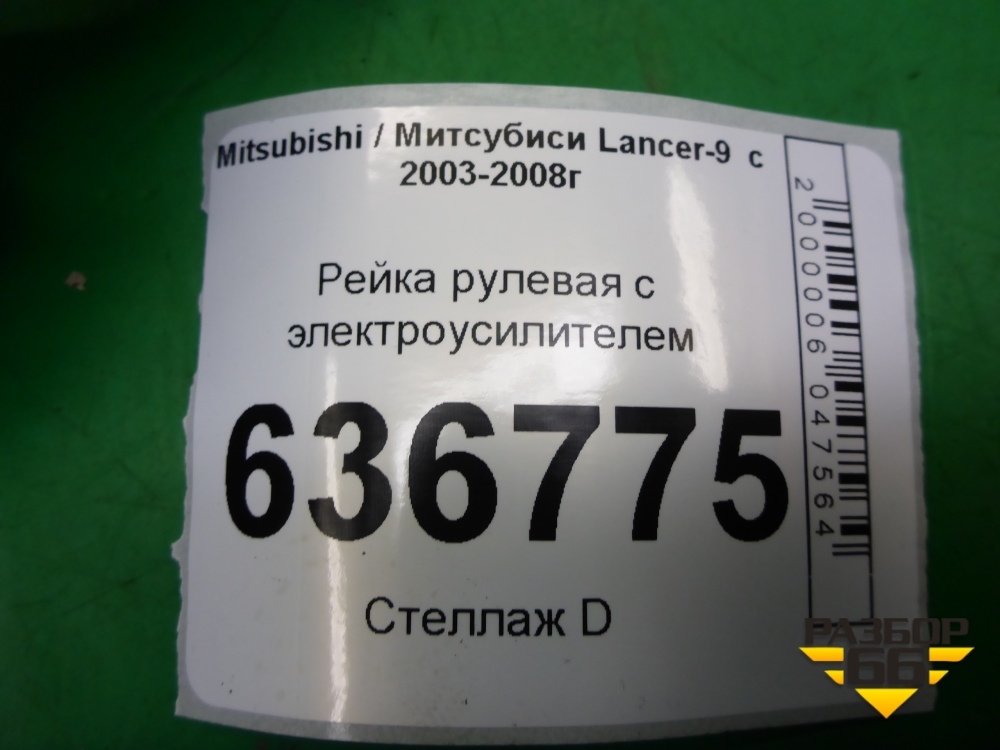 Mitsubishi / Митсубиси Lancer-9 с
2003-2008г
Рейка рулевая с
электроусилителем
636775
Стеллаж D
2000006047564
РАЗБОР
66